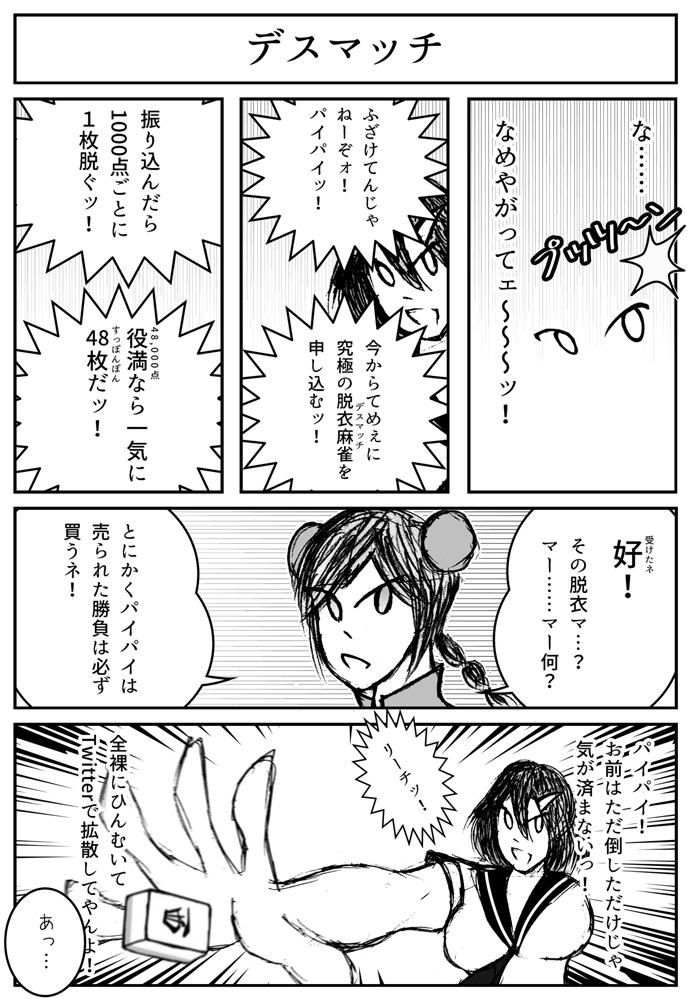 デスマッチ
な……
なめやがってェ～～～ッ！
プッツ～ン
ふざけてんじゃ
ねーぞォ！
パイパイッ！
今からてめぇに
究極の脱衣麻雀を
デスマッチ
申し込むッ！
振り込んだら
1000点ごとに
１枚脱ぐッ！
48,000点
役満なら一気に
すっぽんぽん
48枚だッ！
受けたネ
好！
その脱衣マ…？
マー……マー何？
とにかくパイパイは
売られた勝負は必ず
買うネ！
パイパイ！
お前はただ倒しただけじゃ
気が済まないっ！
リーチッ！
全裸にひんむいて
Twitterで拡散してやんよ！
あっ…